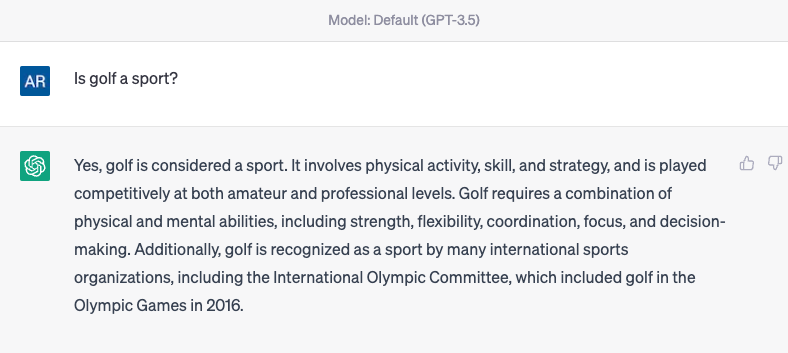 Model: Default (GPT-3.5)
AR
Is golf a sport?
Yes, golf is considered a sport. It involves physical activity, skill, and strategy, and is played
competitively at both amateur and professional levels. Golf requires a combination of
physical and mental abilities, including strength, flexibility, coordination, focus, and decision-
making. Additionally, golf is recognized as a sport by many international sports
organizations, including the International Olympic Committee, which included golf in the
Olympic Games in 2016.